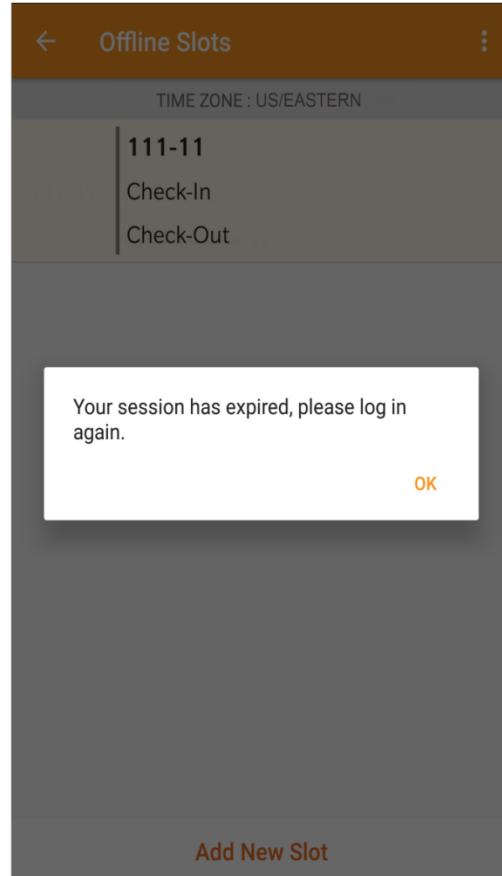 Offline Slots
TIME ZONE : US/EASTERN
111-11
Check-In
Check-Out
Your session has expired, please log in
again.
OK
Add New Slot